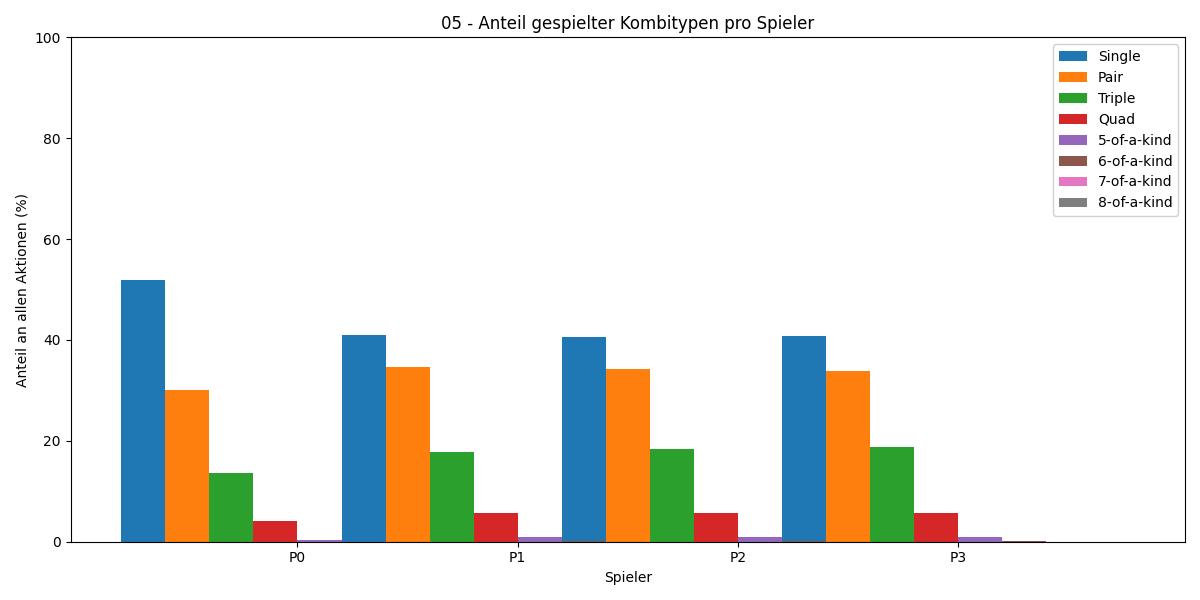 05 - Anteil gespielter Kombitypen pro Spieler
100
80
60
40
20
0
Anteil an allen Aktionen (%)
Single
Pair
Triple
Quad
5-of-a-kind
6-of-a-kind
7-of-a-kind
8-of-a-kind
P0 P1 P2 P3
Spieler